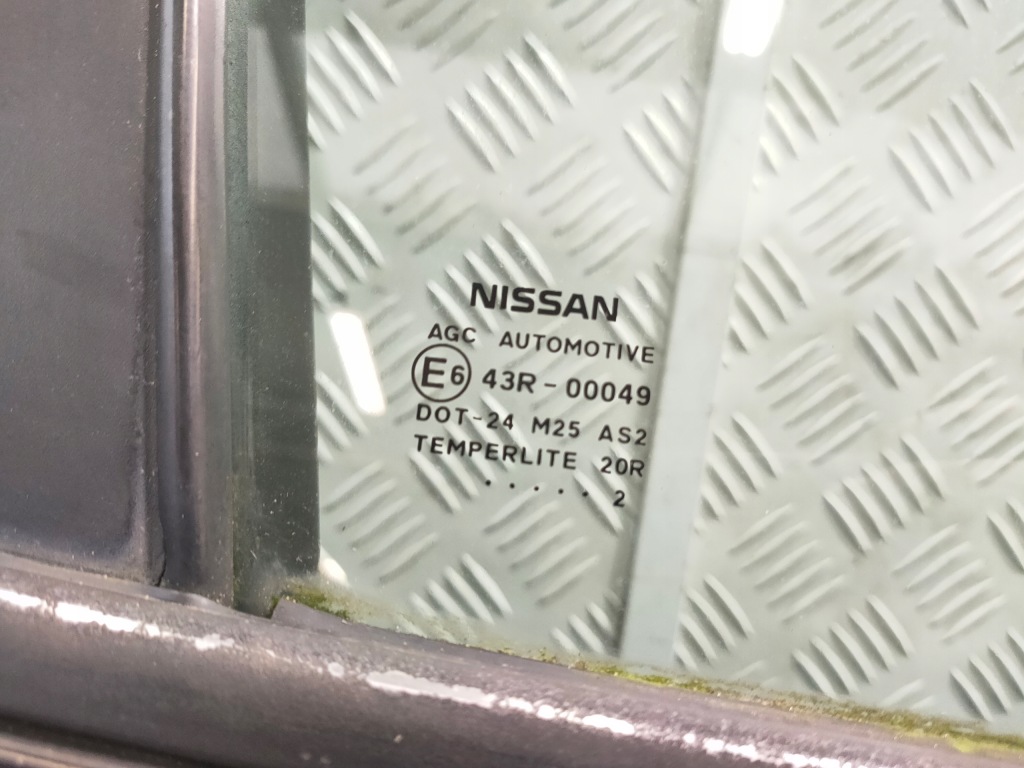 NISSAN
AGC AUTOMOTIVE
E6 43R-00049
DOT-24 M25 AS2
TEMPERLITE 20R
. . . . . 2